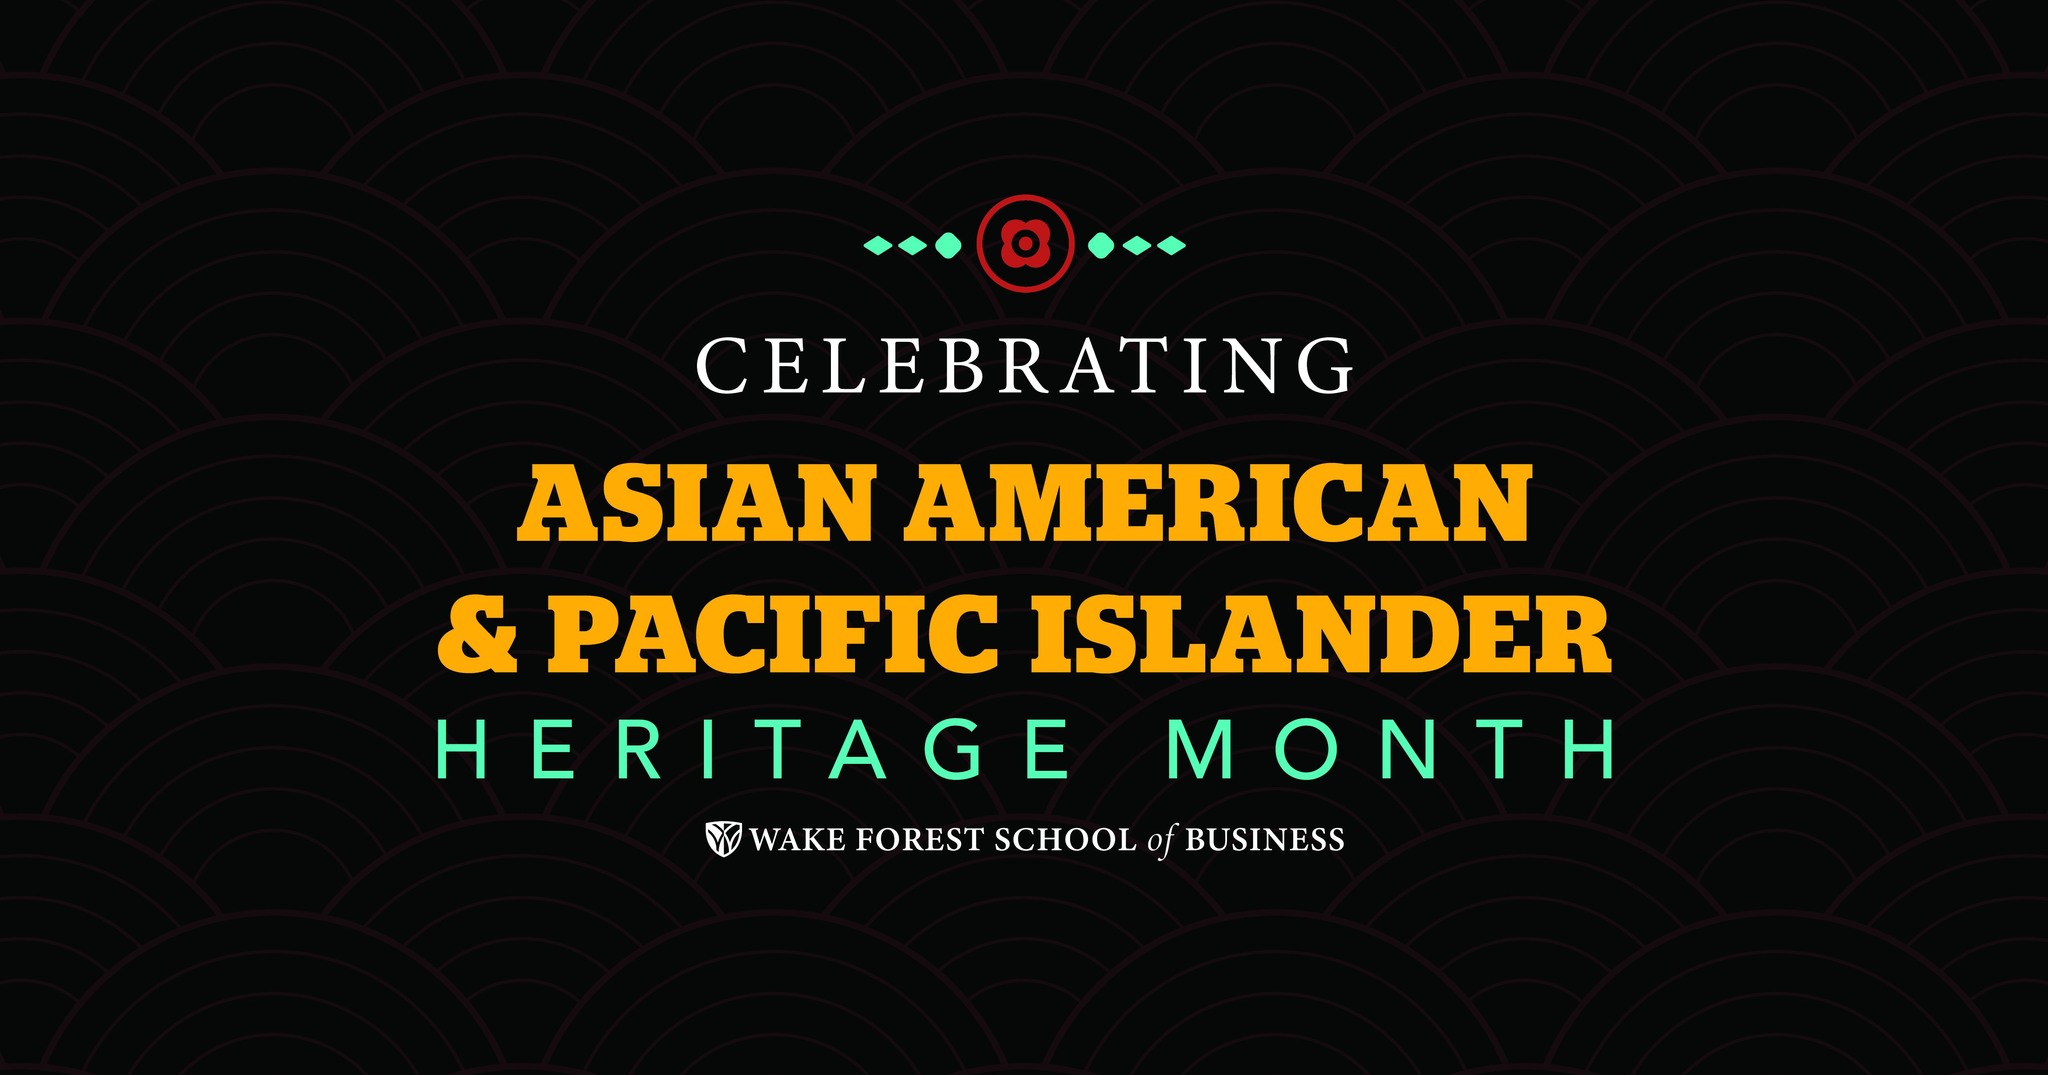 CELEBRATING
ASIAN AMERICAN
& PACIFIC ISLANDER
HERITAGE MONTH
WAKE FOREST SCHOOL of BUSINESS